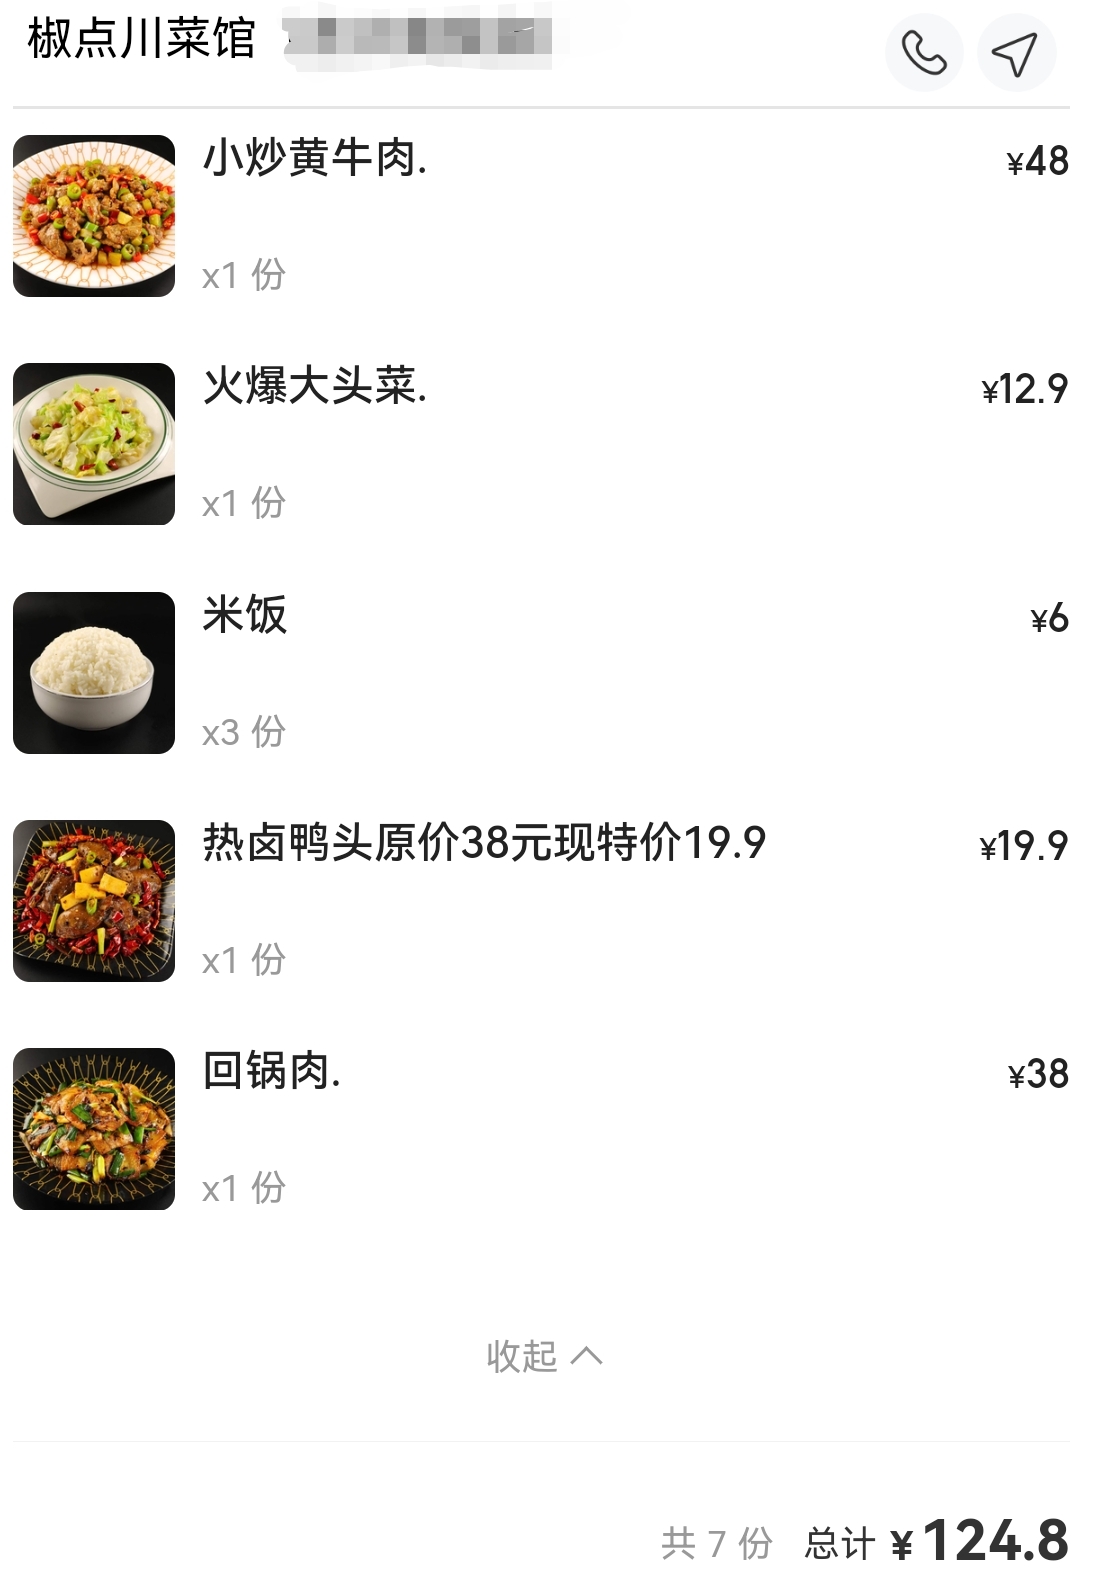 椒点川菜馆
小炒黄牛肉.
¥48
x1 份
火爆大头菜.
¥12.9
x1 份
米饭
¥6
x3 份
热卤鸭头原价38元现特价19.9
¥19.9
x1 份
回锅肉.
¥38
x1 份
收起
共 7 份 总计 ¥124.8